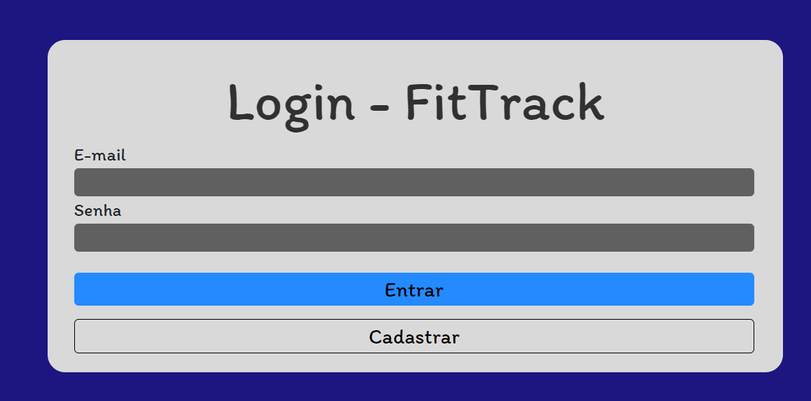 Login - FitTrack
E-mail
Senha
Entrar
Cadastrar